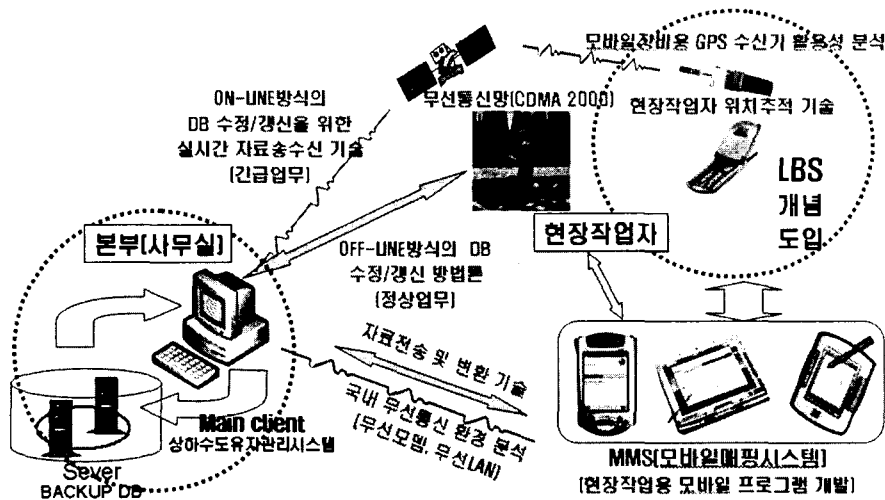 모바일장비용 GPS 수신기 활용성 분석
무선통신망(CDMA 2000)
현장작업자 위치추적 기술
ON-LINE방식의
DB 수정/갱신을 위한
실시간 자료송수신 기술
(긴급업무)
LBS
개념
도입
본부(사무실)
현장작업자
OFF-LINE방식의 DB
수정/갱신 방법론
(정상업무)
자료전송 및 변환 기술
국내 무선통신 환경 분석
(무선모뎀, 무선LAN)
Main client
상하수도유지관리시스템
Sever
BACKUP DB
MMS(모바일매핑시스템)
(현장작업용 모바일 프로그램 개발)